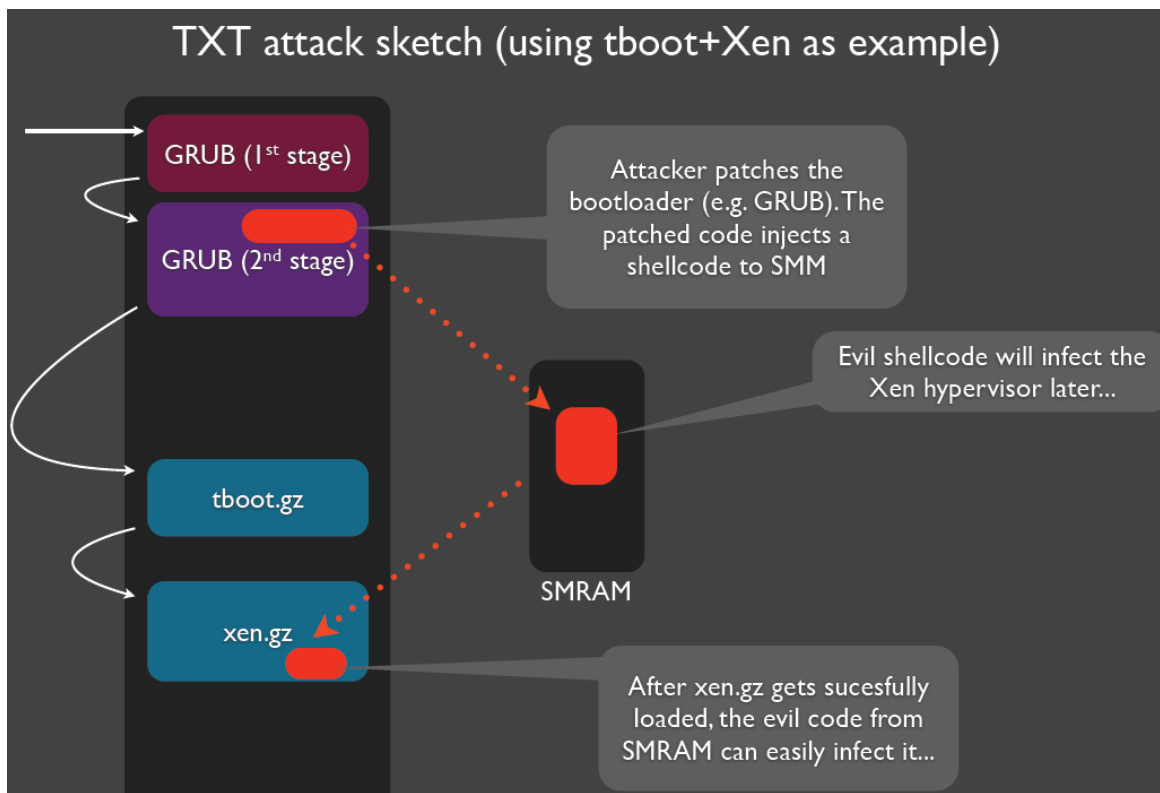 TXT attack sketch (using tboot+Xen as example)
GRUB (1st stage)
Attacker patches the
bootloader (e.g. GRUB). The
patched code injects a
shellcode to SMM
GRUB (2nd stage)
Evil shellcode will infect the
Xen hypervisor later...
tboot.gz
SMRAM
xen.gz
After xen.gz gets sucesfully
loaded, the evil code from
SMRAM can easily infect it...